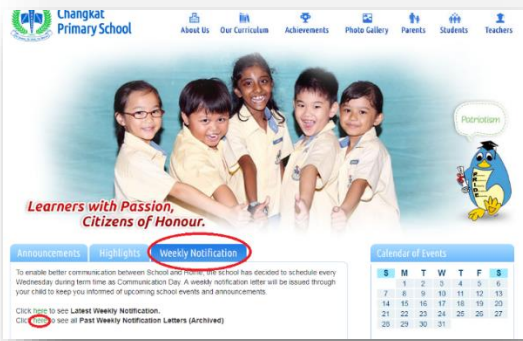 Changkat
Primary School
About Us Our Curriculum Achievements Photo Gallery Parents Students Teachers
Patriotism
Learners with Passion,
Citizens of Honour.
Announcements Highlights Weekly Notification
Calendar of Events
To enable better communication between School and Home, the school has decided to schedule every
Wednesday during term time as Communication Day. A weekly notification letter will be issued through
your child to keep you informed of upcoming school events and announcements.
Click here to see Latest Weekly Notification.
Click here to see all Past Weekly Notification Letters (Archived)
S M T W T F S
1 2 3 4 5 6
7 8 9 10 11 12 13
14 15 16 17 18 19 20
21 22 23 24 25 26 27
28 29 30 31